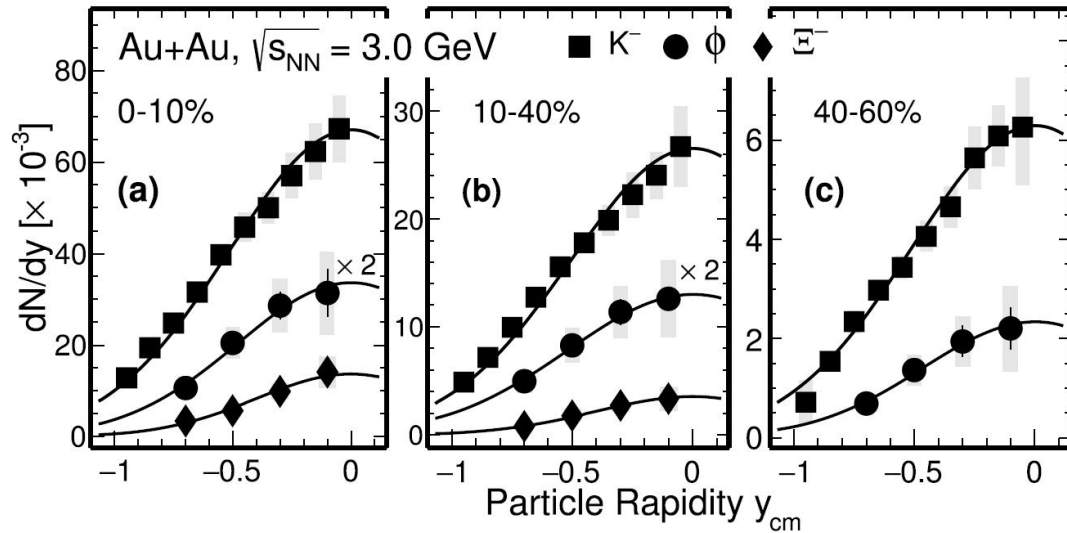 Au+Au, √sNN = 3.0 GeV
K⁻ ϕ Ξ⁻
0-10%
10-40%
40-60%
(a)
(b)
(c)
× 2
× 2
dN/dy [× 10⁻³]
80
60
40
20
0
30
20
10
0
6
4
2
0
−1 −0.5 0
−1 −0.5 0
−1 −0.5 0
Particle Rapidity ycm